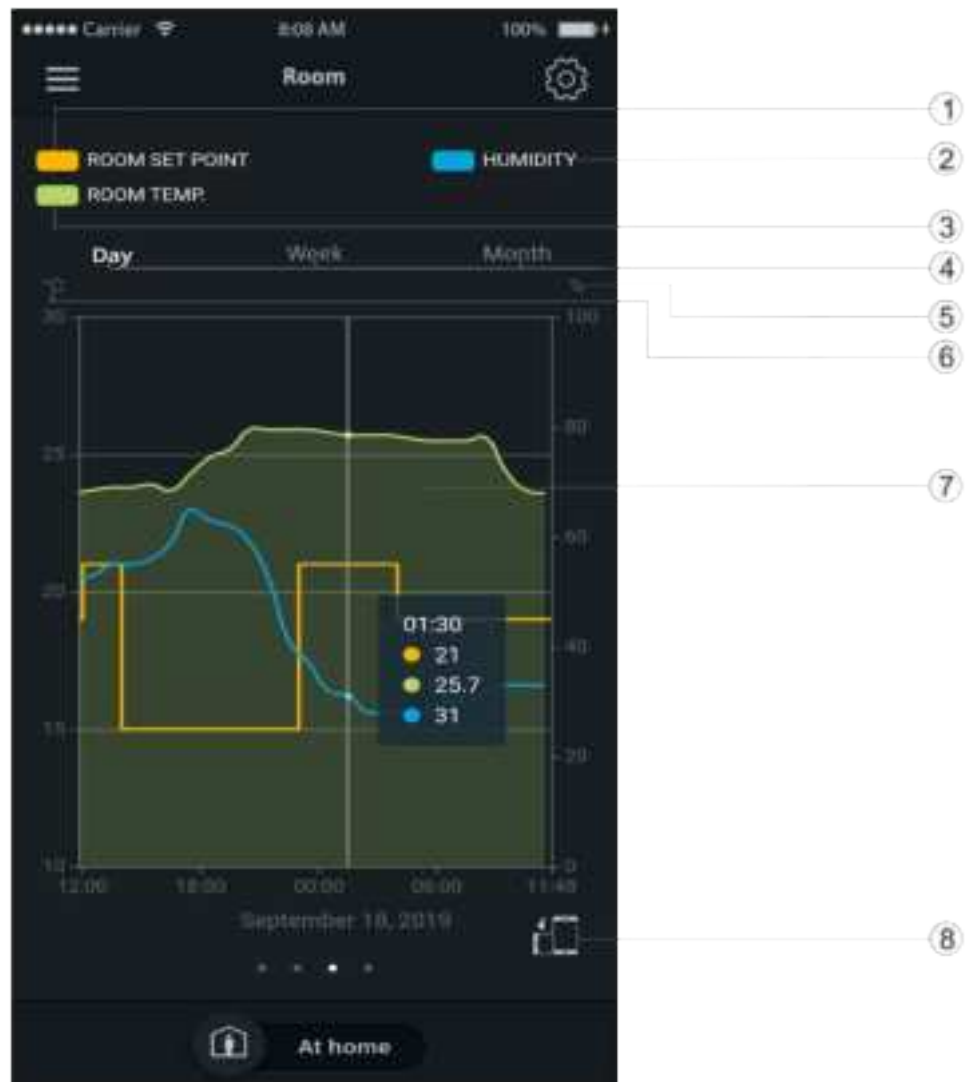 Carrier 8:08 AM 100%
Room
①
ROOM SET POINT HUMIDITY ②
ROOM TEMP.
③
Day Week Month
④
°C %
⑤
30 100
⑥
80
25
⑦
60
20
01:30
21
40
25.7
31
15
20
10 0
12:00 18:00 00:00 06:00 11:40
September 18, 2019
⑧
At home